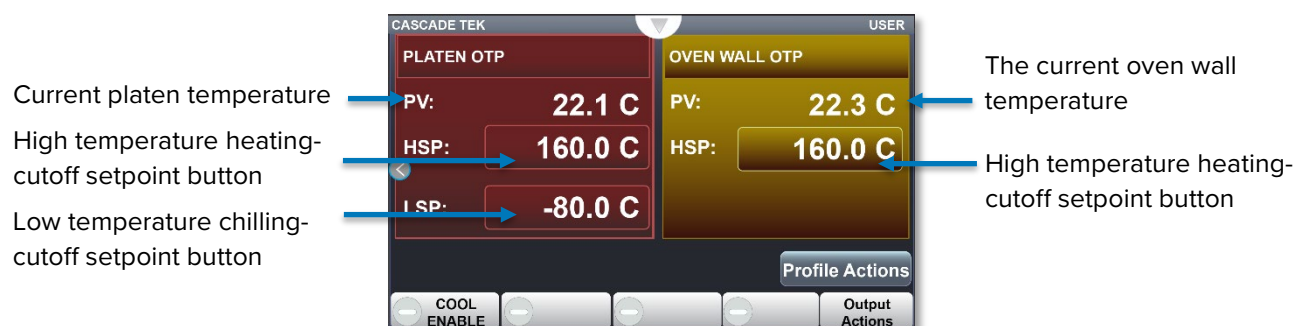 CASCADE TEK
USER
PLATEN OTP
OVEN WALL OTP
Current platen temperature
PV:
22.1 C
PV:
22.3 C
The current oven wall
temperature
High temperature heating-
cutoff setpoint button
HSP:
160.0 C
HSP:
160.0 C
High temperature heating-
cutoff setpoint button
Low temperature chilling-
cutoff setpoint button
LSP:
-80.0 C
Profile Actions
COOL
ENABLE
Output
Actions